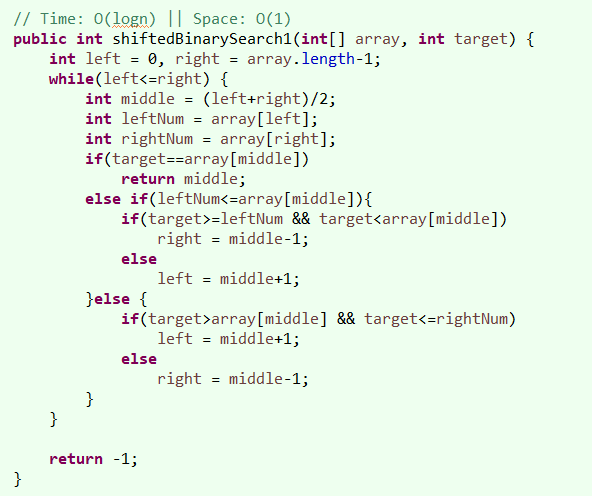 // Time: O(logn) || Space: O(1)
public int shiftedBinarySearch1(int[] array, int target) {
    int left = 0, right = array.length-1;
    while(left<=right) {
        int middle = (left+right)/2;
        int leftNum = array[left];
        int rightNum = array[right];
        if(target==array[middle])
            return middle;
        else if(leftNum<=array[middle]){
            if(target>=leftNum && target<array[middle])
                right = middle-1;
            else
                left = middle+1;
        }else {
            if(target>array[middle] && target<=rightNum)
                left = middle+1;
            else
                right = middle-1;
        }
    }

    return -1;
}